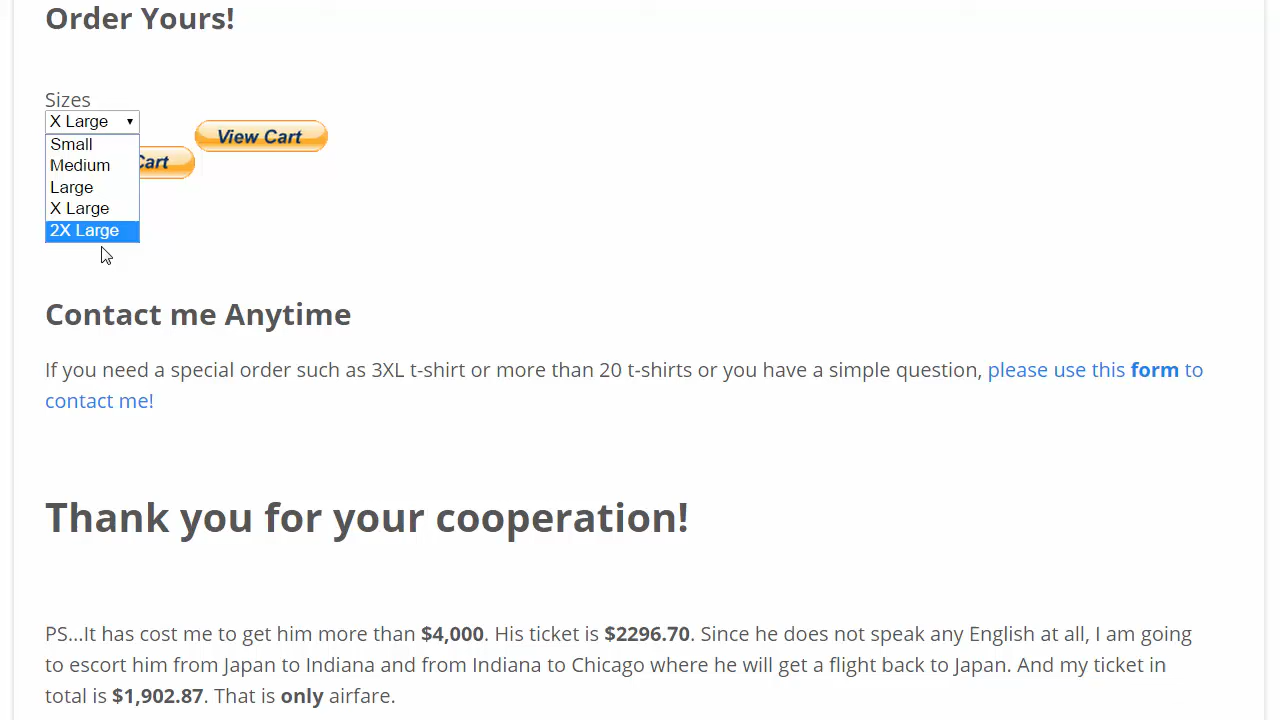 Order Yours!
Sizes
X Large
Small
Medium
Large
X Large
2X Large
Cart
View Cart
Contact me Anytime
If you need a special order such as 3XL t-shirt or more than 20 t-shirts or you have a simple question, please use this form to
contact me!
Thank you for your cooperation!
PS...It has cost me to get him more than $4,000. His ticket is $2296.70. Since he does not speak any English at all, I am going
to escort him from Japan to Indiana and from Indiana to Chicago where he will get a flight back to Japan. And my ticket in
total is $1,902.87. That is only airfare.